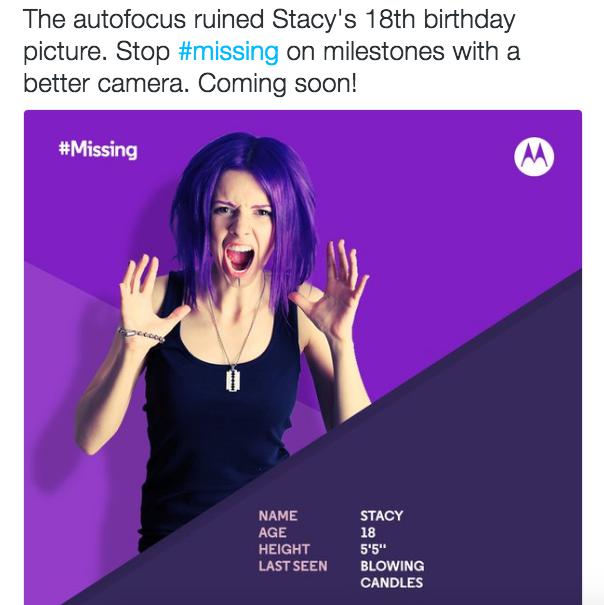 The autofocus ruined Stacy's 18th birthday
picture. Stop #missing on milestones with a
better camera. Coming soon!
#Missing
NAME STACY
AGE 18
HEIGHT 5'5"
LAST SEEN BLOWING
CANDLES